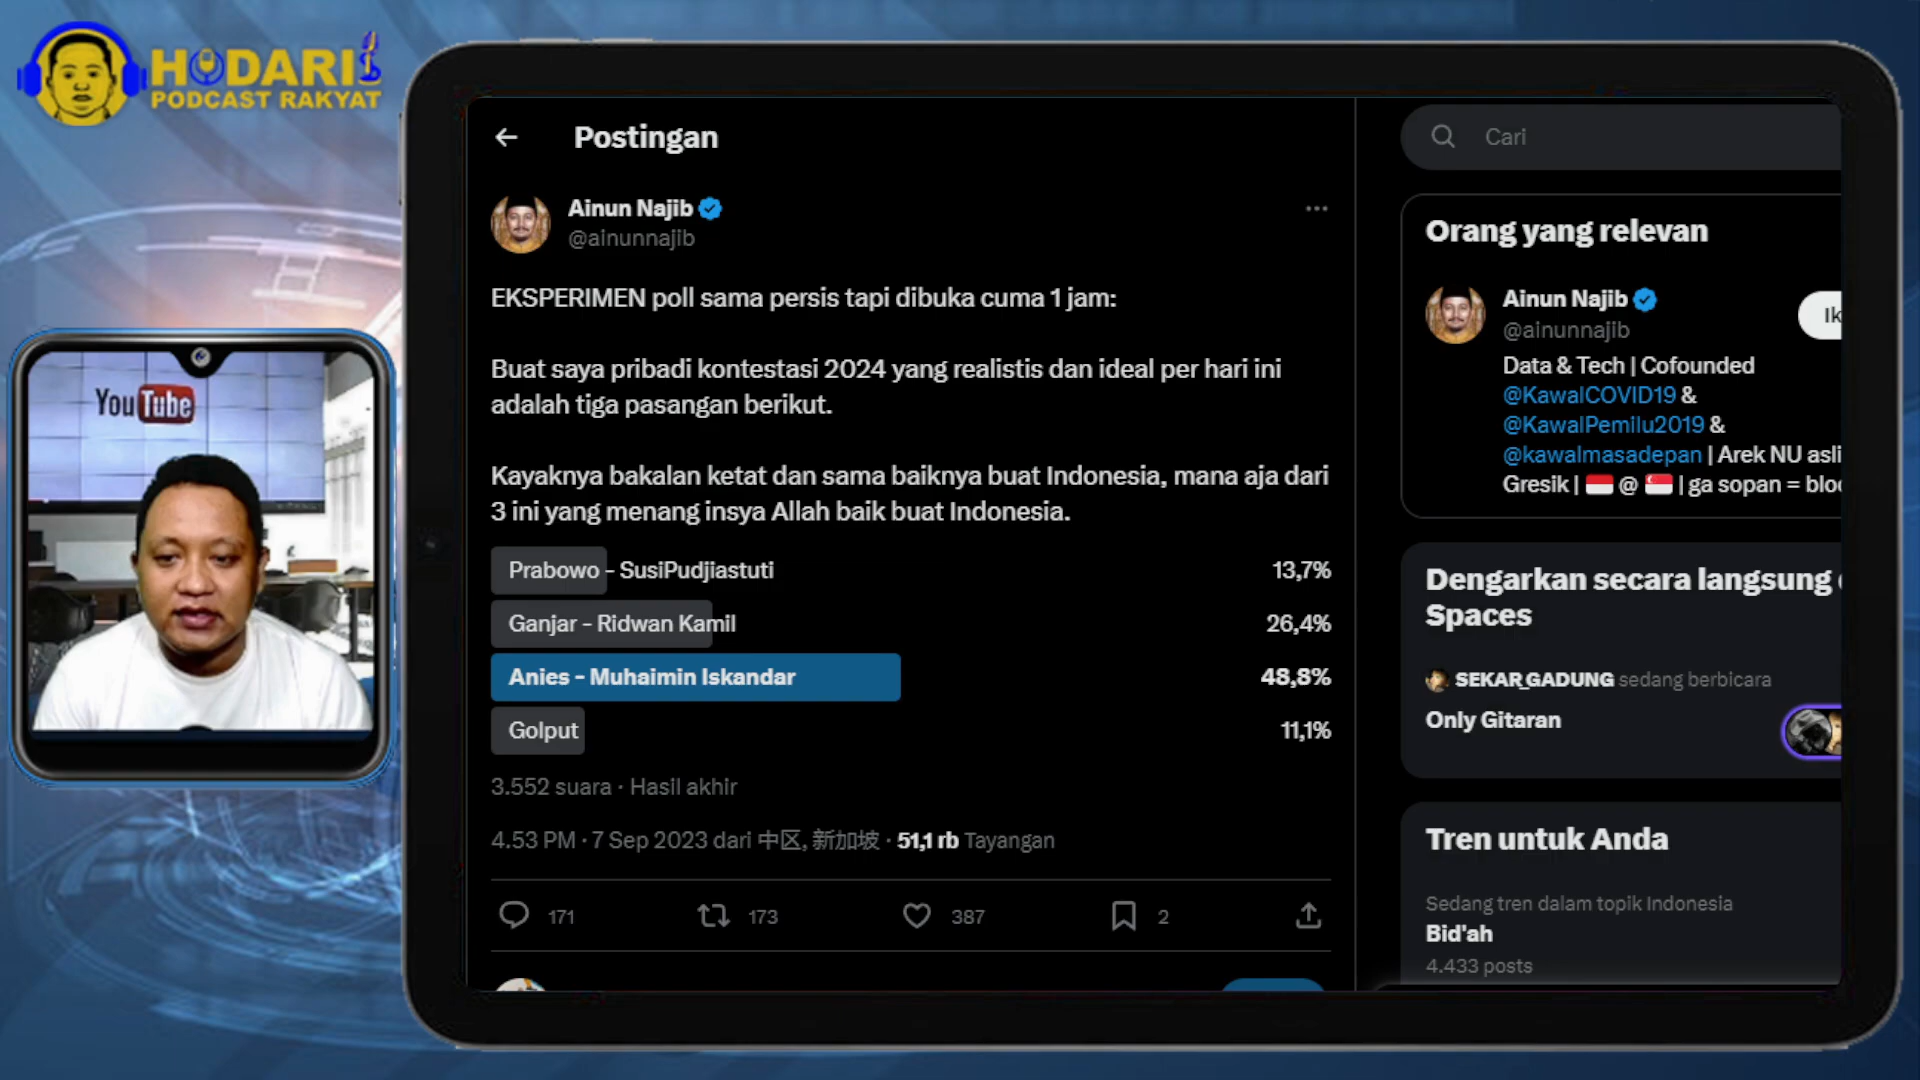 HODARI
PODCAST RAKYAT
YouTube
Postingan
Ainun Najib
@ainunnajib
EKSPERIMEN poll sama persis tapi dibuka cuma 1 jam:
Buat saya pribadi kontestasi 2024 yang realistis dan ideal per hari ini
adalah tiga pasangan berikut.
Kayaknya bakalan ketat dan sama baiknya buat Indonesia, mana aja dari
3 ini yang menang insya Allah baik buat Indonesia.
Prabowo - SusiPudjiastuti 13,7%
Ganjar - Ridwan Kamil 26,4%
Anies - Muhaimin Iskandar 48,8%
Golput 11,1%
3.552 suara · Hasil akhir
4.53 PM · 7 Sep 2023 dari 中区, 新加坡 · 51,1 rb Tayangan
171 173 387 2
Cari
Orang yang relevan
Ainun Najib
@ainunnajib
Ik
Data & Tech | Cofounded
@KawalCOVID19 &
@KawalPemilu2019 &
@kawalmasadepan | Arek NU asli
Gresik | 🇮🇩 @ 🇸🇬 | ga sopan = bloc
Dengarkan secara langsung
Spaces
SEKAR_GADUNG sedang berbicara
Only Gitaran
Tren untuk Anda
Sedang tren dalam topik Indonesia
Bid'ah
4.433 posts